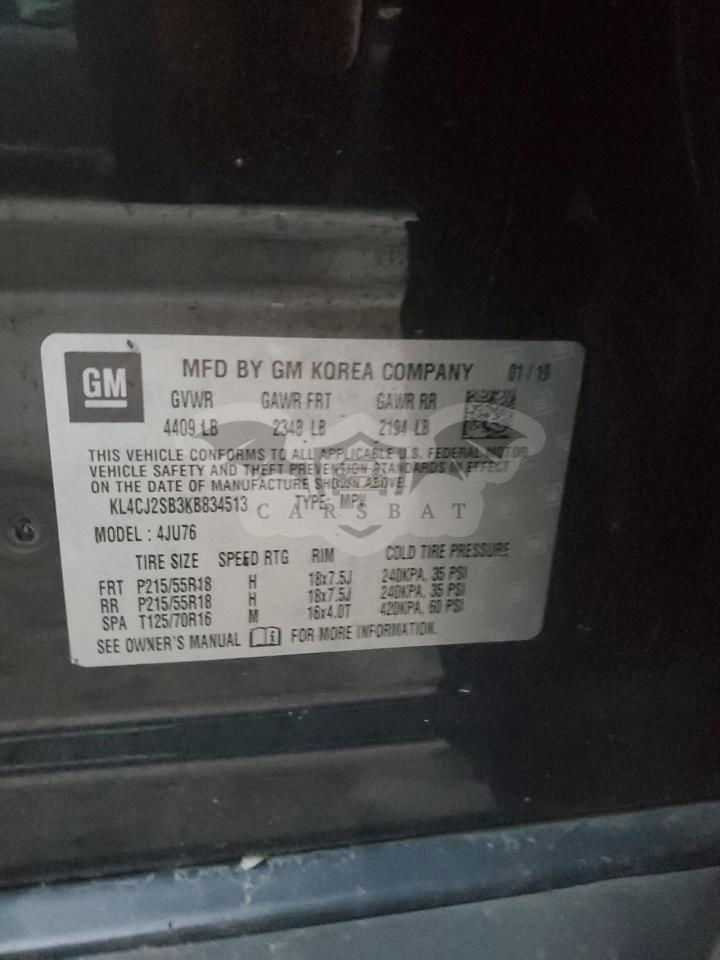 GM
MFD BY GM KOREA COMPANY 01/19
GVWR GAWR FRT GAWR RR
4409 LB 2348 LB 2194 LB
THIS VEHICLE CONFORMS TO ALL APPLICABLE U.S. FEDERAL MOTOR
VEHICLE SAFETY AND THEFT PREVENTION STANDARDS IN EFFECT
ON THE DATE OF MANUFACTURE SHOWN ABOVE.
KL4CJ2SB3KB834513 TYPE: MPV
CARSBAT
MODEL : 4JU76
TIRE SIZE SPEED RTG RIM COLD TIRE PRESSURE
FRT P215/55R18 H 18x7.5J 240KPA, 35 PSI
RR P215/55R18 H 18x7.5J 240KPA, 35 PSI
SPA T125/70R16 M 16x4.0T 420KPA, 60 PSI
SEE OWNER'S MANUAL i FOR MORE INFORMATION.